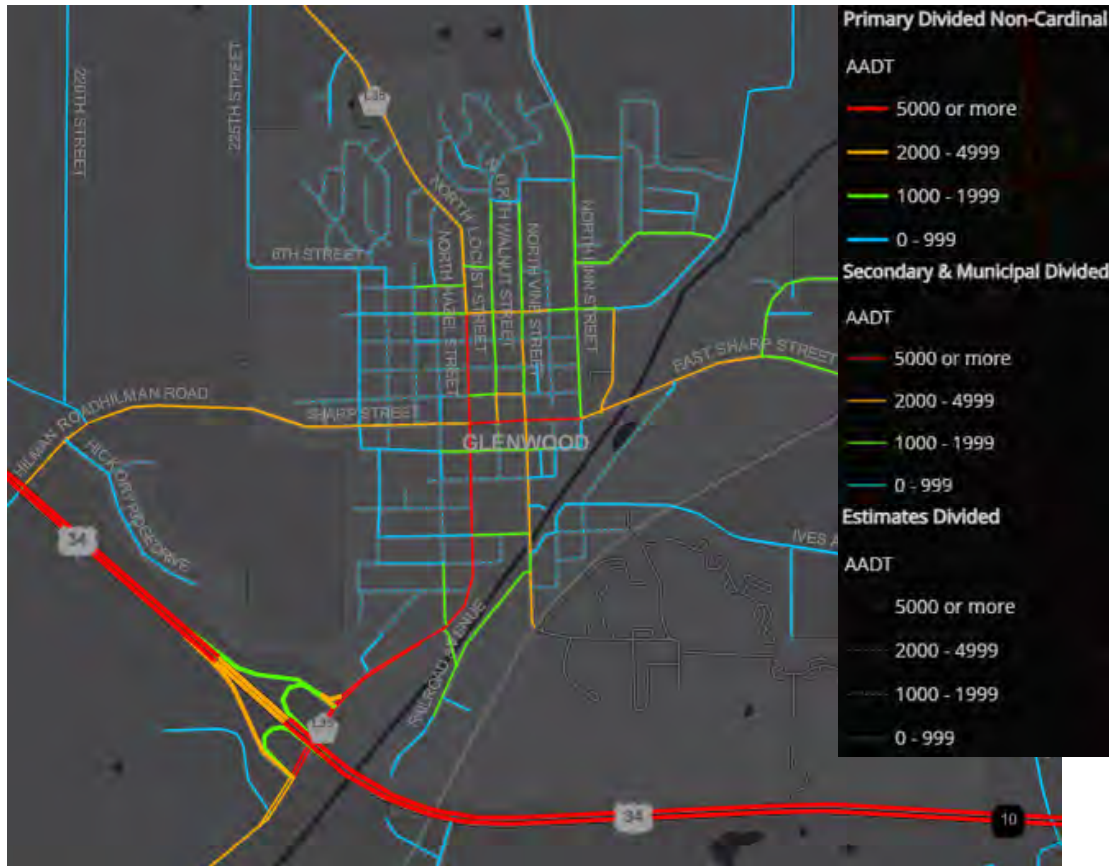 220TH STREET
225TH STREET
L35
NORTH LOCUST STREET
NORTH WALNUT STREET
NORTH HAZEL STREET
NORTH VINE STREET
NORTH LINN STREET
6TH STREET
EAST SHARP STREET
HILMAN ROAD
HILMAN ROAD
SHARP STREET
GLENWOOD
HICKORY RIDGE DRIVE
34
IVES A
RAILROAD AVENUE
L35
34
10
Primary Divided Non-Cardinal
AADT
5000 or more
2000 - 4999
1000 - 1999
0 - 999
Secondary & Municipal Divided
AADT
5000 or more
2000 - 4999
1000 - 1999
0 - 999
Estimates Divided
AADT
5000 or more
2000 - 4999
1000 - 1999
0 - 999